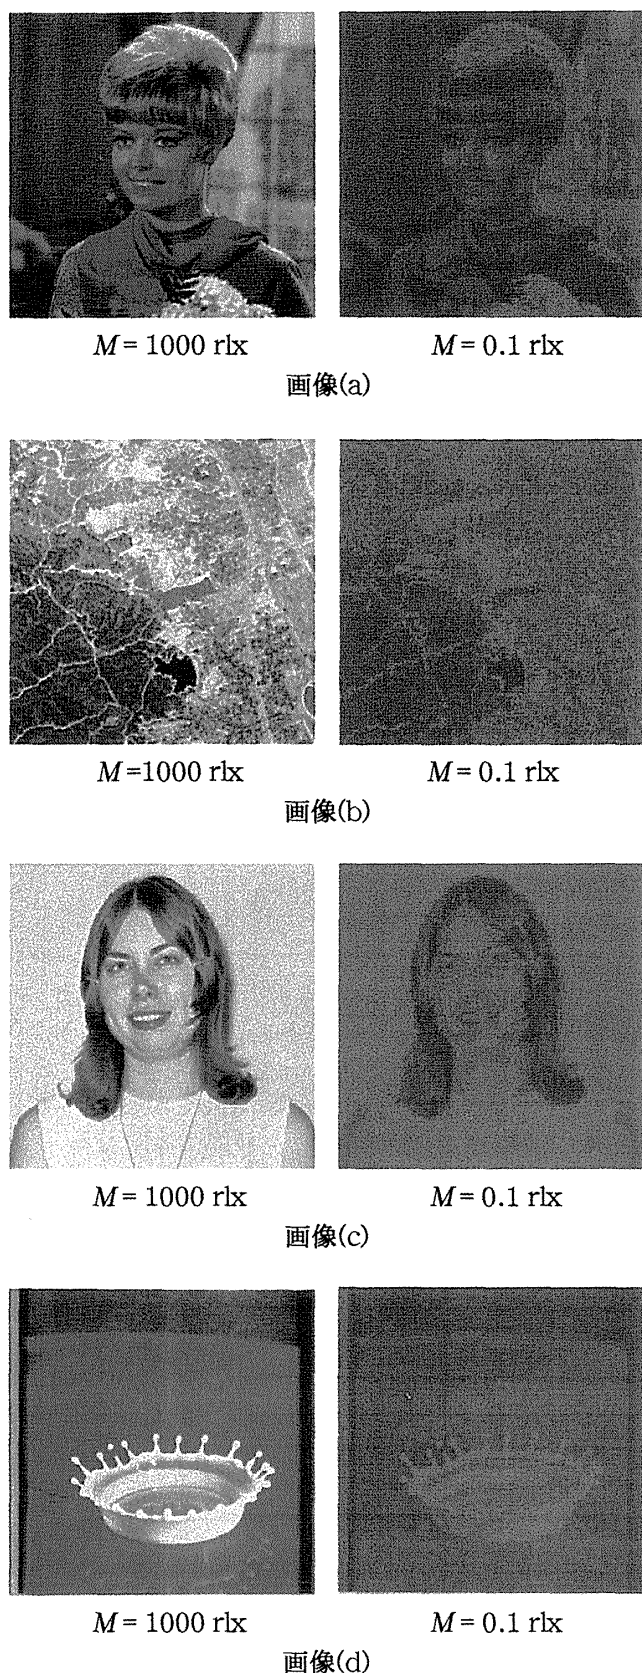 M = 1000 rlx M = 0.1 rlx
画像(a)
M =1000 rlx M = 0.1 rlx
画像(b)
M = 1000 rlx M = 0.1 rlx
画像(c)
M = 1000 rlx M = 0.1 rlx
画像(d)